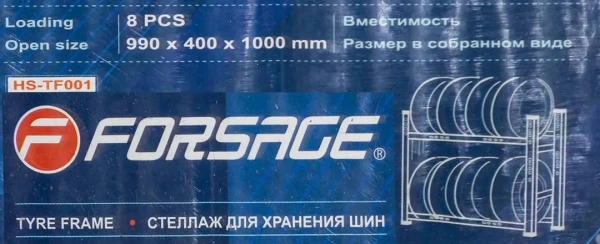 Loading 8 PCS Вместимость
Open size 990 x 400 x 1000 mm Размер в собранном виде
HS-TF001
F FORSAGE®
TYRE FRAME • СТЕЛЛАЖ ДЛЯ ХРАНЕНИЯ ШИН